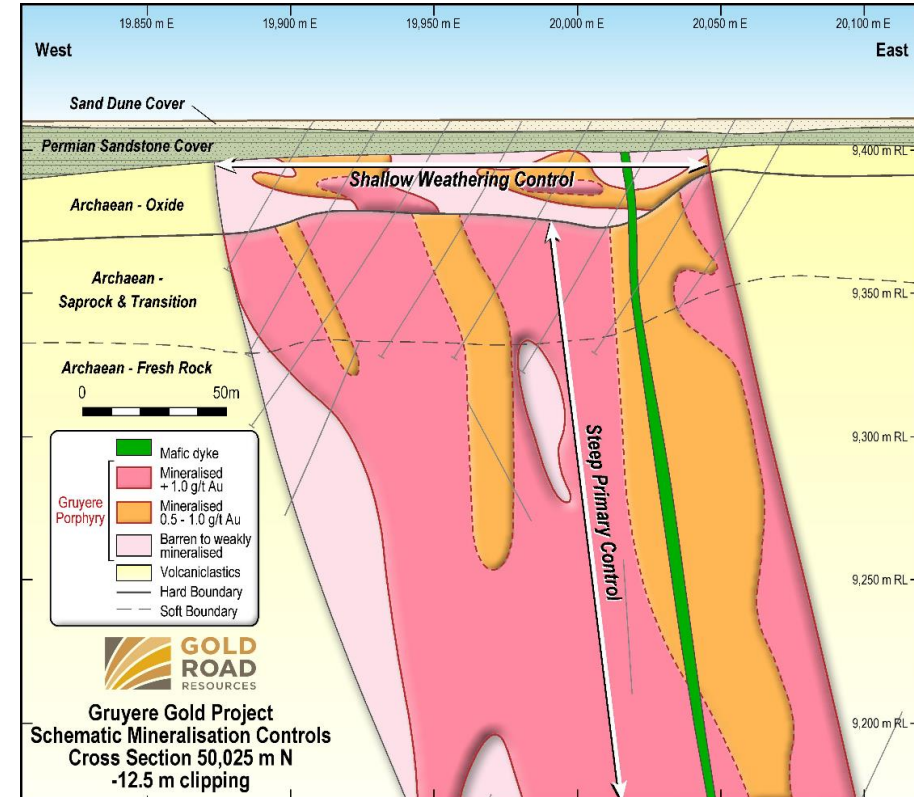 19.850 m E
19,900 m E
19,950 m E
20,000 m E
20,050 m E
20,100 m E
West
East
Sand Dune Cover
Permian Sandstone Cover
9,400 m RL
Shallow Weathering Control
Archaean - Oxide
Archaean -
Saprock & Transition
9,350 m RL
Archaean - Fresh Rock
0
50m
9,300 m RL
Steep Primary Control
Gruyere
Porphyry
Mafic dyke
Mineralised
+ 1.0 g/t Au
Mineralised
0.5 - 1.0 g/t Au
Barren to weakly
mineralised
Volcaniclastics
Hard Boundary
Soft Boundary
9,250 m RL
GOLD
ROAD
RESOURCES
Gruyere Gold Project
Schematic Mineralisation Controls
Cross Section 50,025 m N
-12.5 m clipping
9,200 m RL